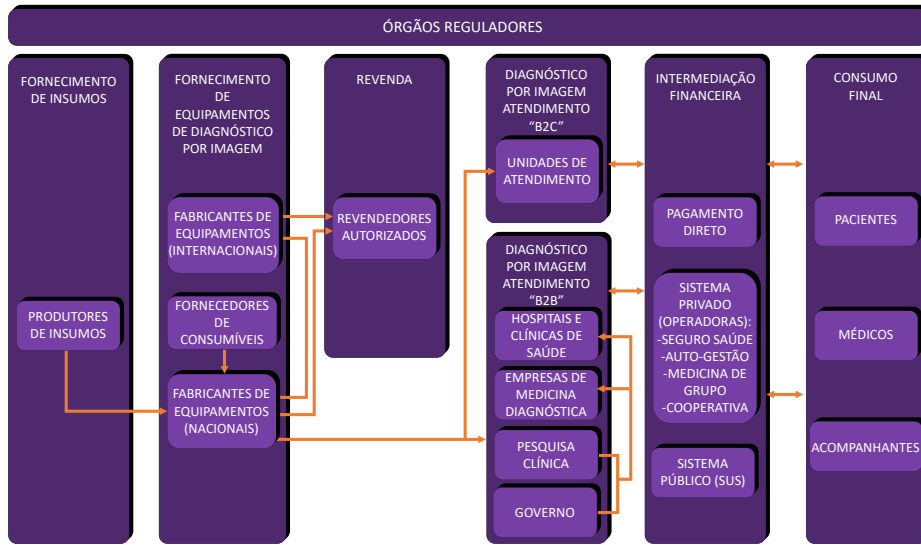 ÓRGÃOS REGULADORES
FORNECIMENTO
DE INSUMOS
PRODUTORES
DE INSUMOS
FORNECIMENTO
DE
EQUIPAMENTOS
DE DIAGNÓSTICO
POR IMAGEM
FABRICANTES DE
EQUIPAMENTOS
(INTERNACIONAIS)
FORNECEDORES
DE
CONSUMÍVEIS
FABRICANTES
DE
EQUIPAMENTOS
(NACIONAIS)
REVENDA
REVENDEDORES
AUTORIZADOS
DIAGNÓSTICO
POR IMAGEM
ATENDIMENTO
“B2C”
UNIDADES DE
ATENDIMENTO
DIAGNÓSTICO
POR IMAGEM
ATENDIMENTO
“B2B”
HOSPITAIS E
CLÍNICAS DE
SAÚDE
EMPRESAS DE
MEDICINA
DIAGNÓSTICA
PESQUISA
CLÍNICA
GOVERNO
INTERMEDIAÇÃO
FINANCEIRA
PAGAMENTO
DIRETO
SISTEMA
PRIVADO
(OPERADORAS):
-SEGURO SAÚDE
-AUTO-GESTÃO
-MEDICINA DE
GRUPO
-COOPERATIVA
SISTEMA
PÚBLICO (SUS)
CONSUMO
FINAL
PACIENTES
MÉDICOS
ACOMPANHANTES